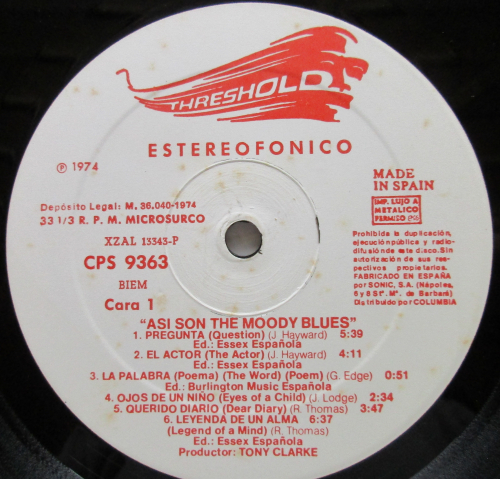 THRESHOLD
ESTEREOFONICO
℗ 1974
MADE
IN SPAIN
IMP. LUJO A
METALICO
PERMISO
Depósito Legal: M. 36.040-1974
33 1/3 R. P. M. MICROSURCO
XZAL 13343-P
CPS 9363
BIEM
Cara 1
Prohibida la duplicación,
ejecución pública y radio-
difusión de este disco. Sin
autorización de sus res-
pectivos propietarios.
FABRICADO EN ESPAÑA
por SONIC, S.A. (Nápoles,
6 y 8 Stª. Mª. de Barbará)
Distribuido por COLUMBIA
"ASI SON THE MOODY BLUES"
1. PREGUNTA (Question) (J. Hayward) 5:39
Ed.: Essex Española
2. EL ACTOR (The Actor) (J. Hayward) 4:11
3. LA PALABRA (Poema) (The Word) (Poem) (G. Edge) 0:51
Ed.: Burlington Music Española
4. OJOS DE UN NIÑO (Eyes of a Child) (J. Lodge) 2:34
5. QUERIDO DIARIO (Dear Diary) (R. Thomas) 3:47
6. LEYENDA DE UN ALMA 6:37
(Legend of a Mind) (R. Thomas)
Ed.: Essex Española
Productor: TONY CLARKE